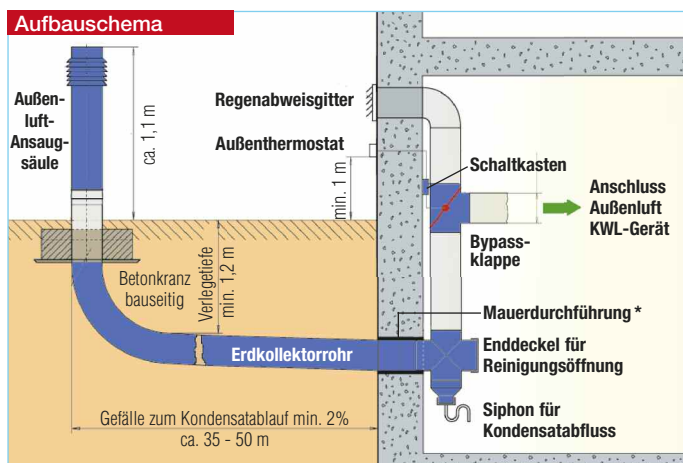 Aufbauschema
Außen-
luft-
Ansaug-
säule
ca. 1,1 m
Regenabweisgitter
Außenthermostat
min. 1 m
Schaltkasten
Anschluss
Außenluft
KWL-Gerät
Bypass-
klappe
Betonkranz
bauseitig
Verlegetiefe
min. 1,2 m
Mauerdurchführung *
Erdkollektorrohr
Enddeckel für
Reinigungsöffnung
Siphon für
Kondensatabfluss
Gefälle zum Kondensatablauf min. 2%
ca. 35 - 50 m